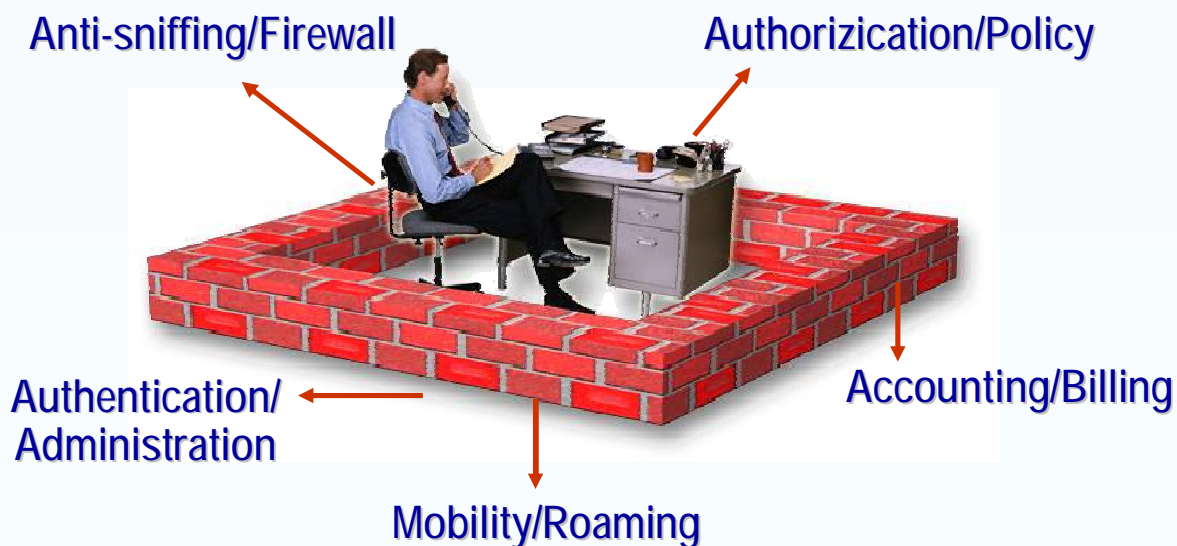 Anti-sniffing/Firewall
Authorizication/Policy
Authentication/
Administration
Accounting/Billing
Mobility/Roaming